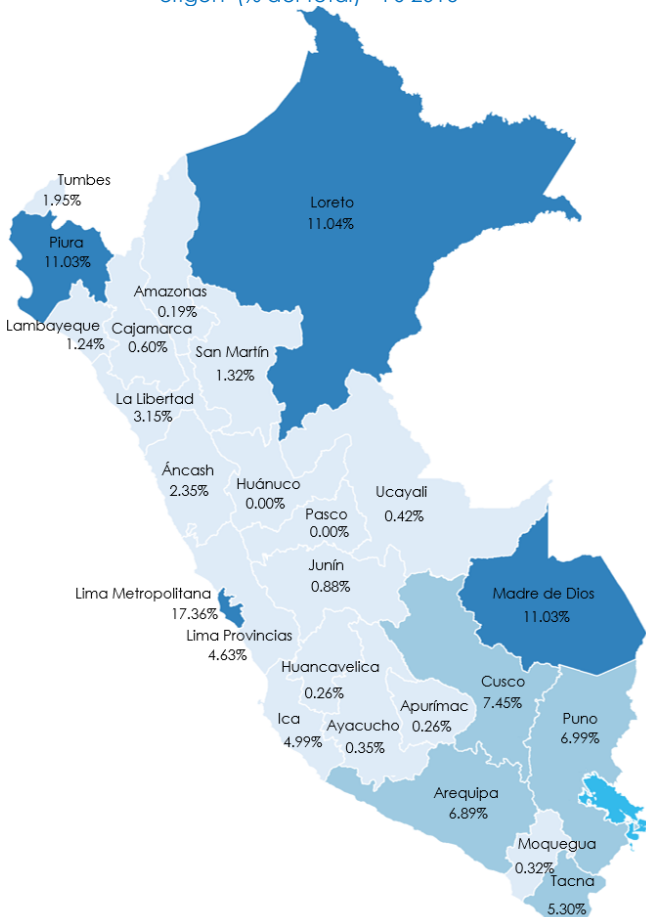 Tumbes
1.95%
Loreto
11.04%
Piura
11.03%
Amazonas
0.19%
Lambayeque
1.24%
Cajamarca
0.60%
San Martín
1.32%
La Libertad
3.15%
Áncash
2.35%
Huánuco
0.00%
Ucayali
0.42%
Pasco
0.00%
Junín
0.88%
Lima Metropolitana
17.36%
Madre de Dios
11.03%
Lima Provincias
4.63%
Huancavelica
0.26%
Cusco
7.45%
Apurímac
0.26%
Ica
4.99%
Ayacucho
0.35%
Puno
6.99%
Arequipa
6.89%
Moquegua
0.32%
Tacna
5.30%